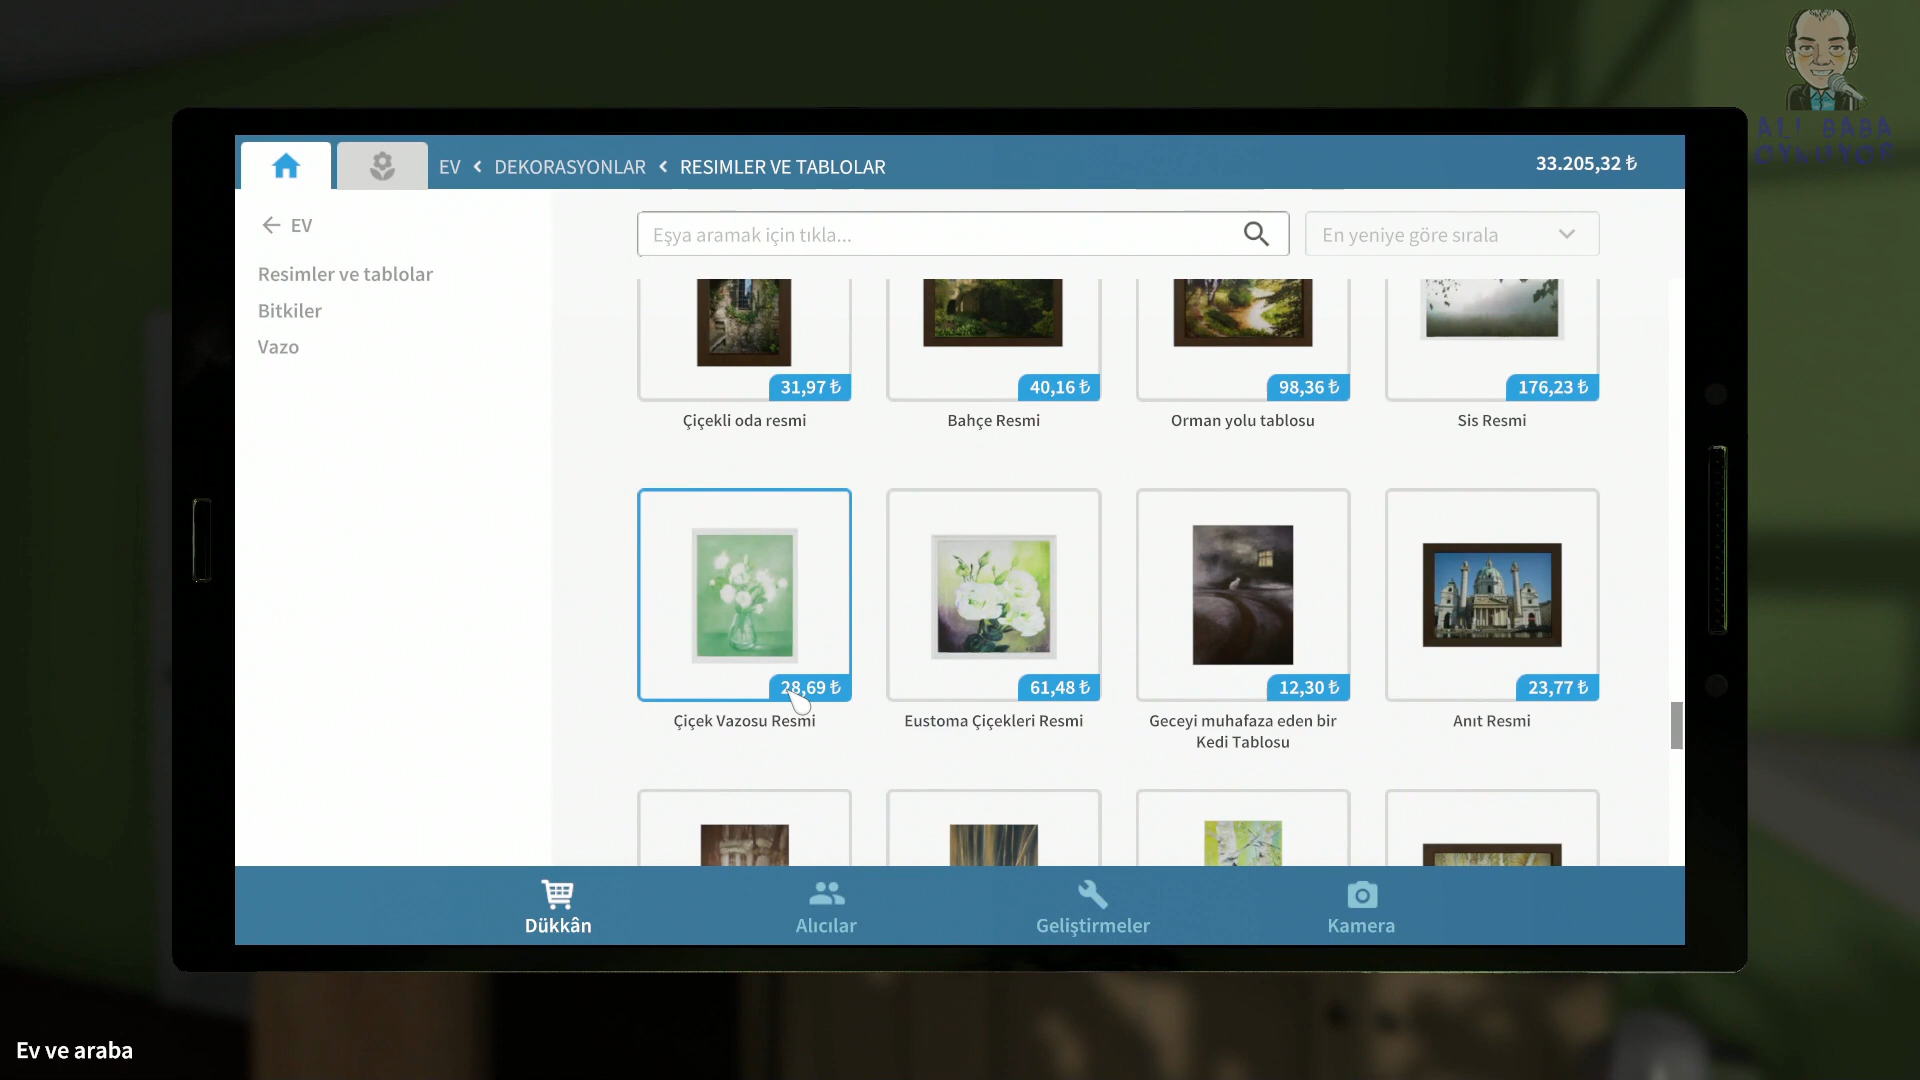 ALİ BABA
OYNUYOR
EV < DEKORASYONLAR < RESIMLER VE TABLOLAR
33.205,32 ₺
EV
Eşya aramak için tıkla...
En yeniye göre sırala
Resimler ve tablolar
Bitkiler
Vazo
31,97 ₺
40,16 ₺
98,36 ₺
176,23 ₺
Çiçekli oda resmi
Bahçe Resmi
Orman yolu tablosu
Sis Resmi
28,69 ₺
61,48 ₺
12,30 ₺
23,77 ₺
Çiçek Vazosu Resmi
Eustoma Çiçekleri Resmi
Geceyi muhafaza eden bir
Kedi Tablosu
Anıt Resmi
Dükkân
Alıcılar
Geliştirmeler
Kamera
Ev ve araba